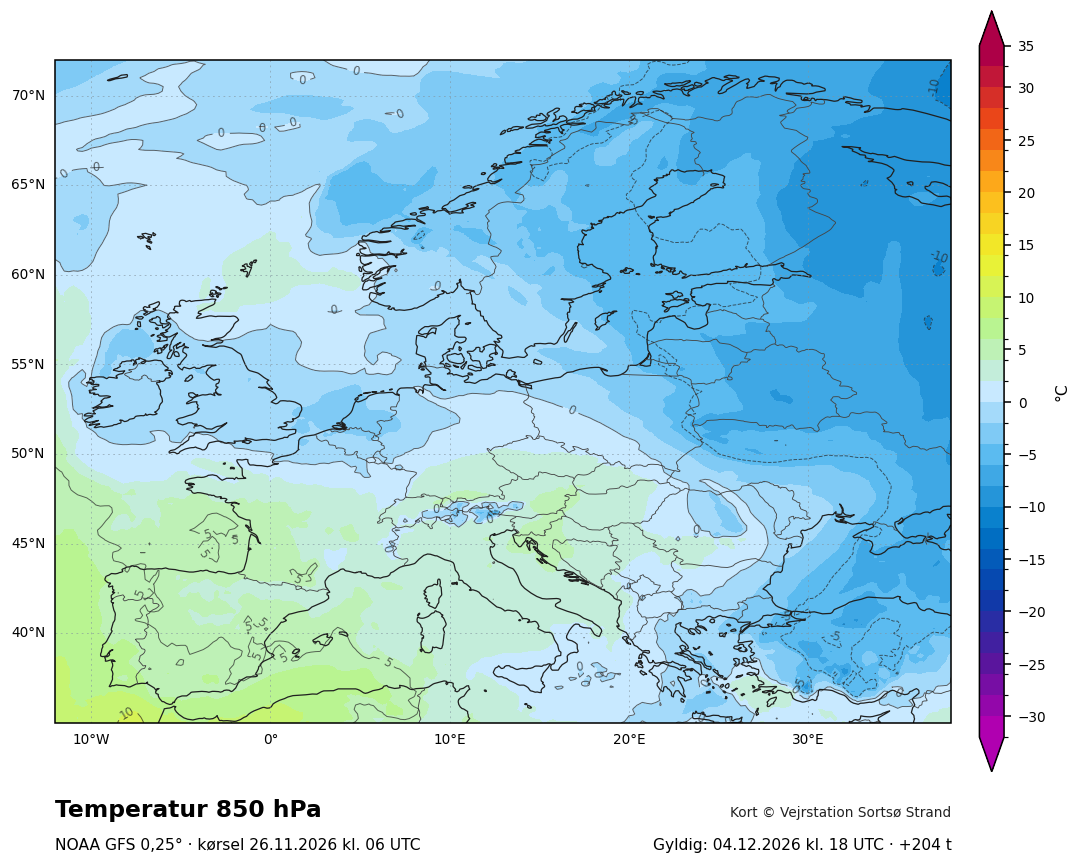 35
30
25
20
15
10
5
0
−5
−10
−15
−20
−25
−30
°C
70°N
65°N
60°N
55°N
50°N
45°N
40°N
10°W
0°
10°E
20°E
30°E
Temperatur 850 hPa
Kort © Vejrstation Sortsø Strand
NOAA GFS 0,25° · kørsel 26.11.2026 kl. 06 UTC
Gyldig: 04.12.2026 kl. 18 UTC · +204 t